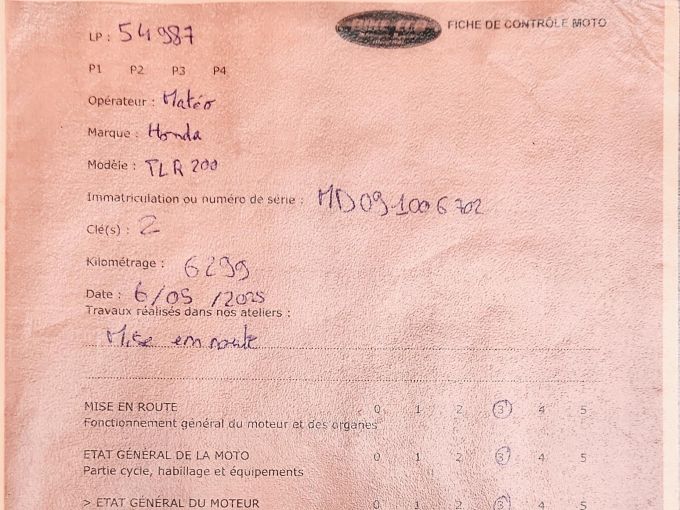 LP : 54987
FICHE DE CONTRÔLE MOTO
P1 P2 P3 P4
Opérateur : Matéo
Marque : Honda
Modèle : TLR 200
Immatriculation ou numéro de série : MD09-1006702
Clé(s) : 2
Kilométrage : 6299
Date : 6/05/2025
Travaux réalisés dans nos ateliers :
Mise en route
MISE EN ROUTE 0 1 2 3 4 5
Fonctionnement général du moteur et des organes
ETAT GÉNÉRAL DE LA MOTO 0 1 2 3 4 5
Partie cycle, habillage et équipements
> ETAT GÉNÉRAL DU MOTEUR 0 1 2 3 4 5